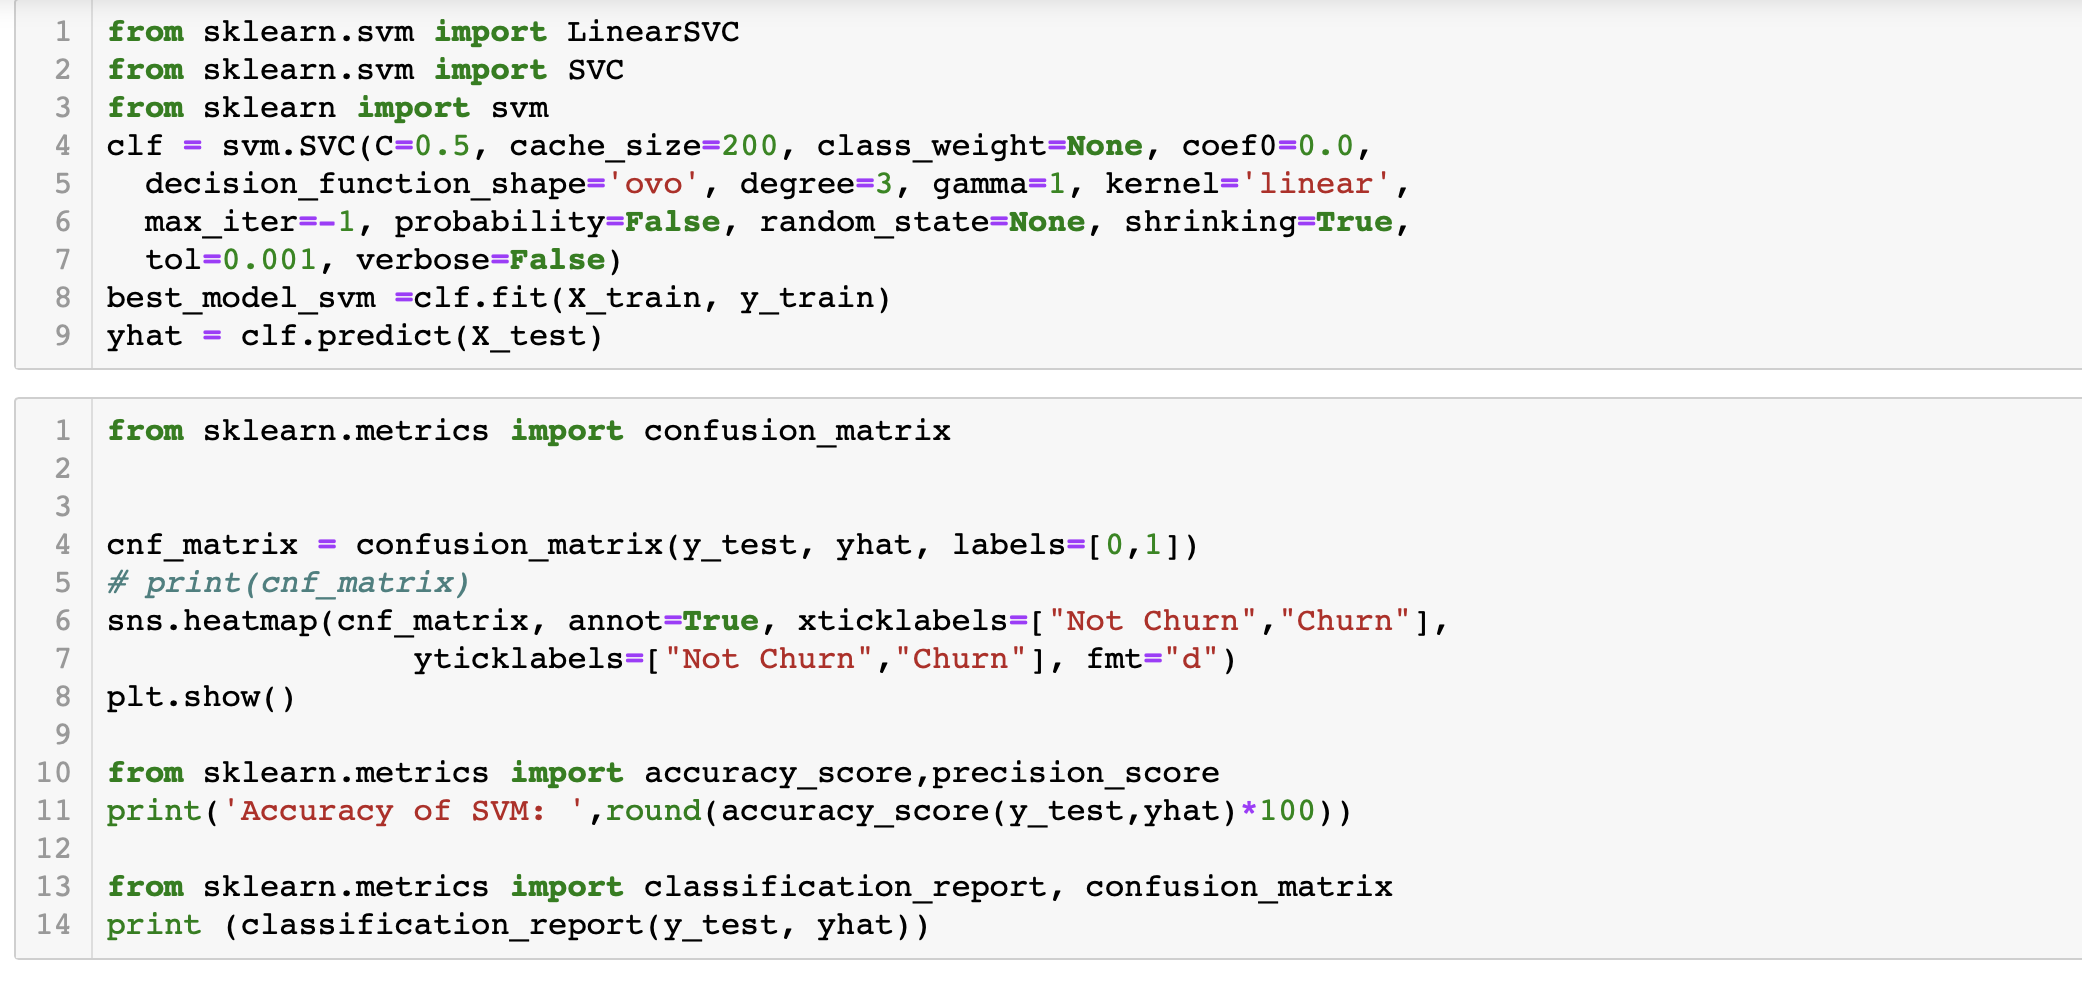 1 from sklearn.svm import LinearSVC
2 from sklearn.svm import SVC
3 from sklearn import svm
4 clf = svm.SVC(C=0.5, cache_size=200, class_weight=None, coef0=0.0,
5   decision_function_shape='ovo', degree=3, gamma=1, kernel='linear',
6   max_iter=-1, probability=False, random_state=None, shrinking=True,
7   tol=0.001, verbose=False)
8 best_model_svm =clf.fit(X_train, y_train)
9 yhat = clf.predict(X_test)
1 from sklearn.metrics import confusion_matrix
2
3
4 cnf_matrix = confusion_matrix(y_test, yhat, labels=[0,1])
5 # print(cnf_matrix)
6 sns.heatmap(cnf_matrix, annot=True, xticklabels=["Not Churn","Churn"],
7                 yticklabels=["Not Churn","Churn"], fmt="d")
8 plt.show()
9
10 from sklearn.metrics import accuracy_score,precision_score
11 print('Accuracy of SVM: ',round(accuracy_score(y_test,yhat)*100))
12
13 from sklearn.metrics import classification_report, confusion_matrix
14 print (classification_report(y_test, yhat))